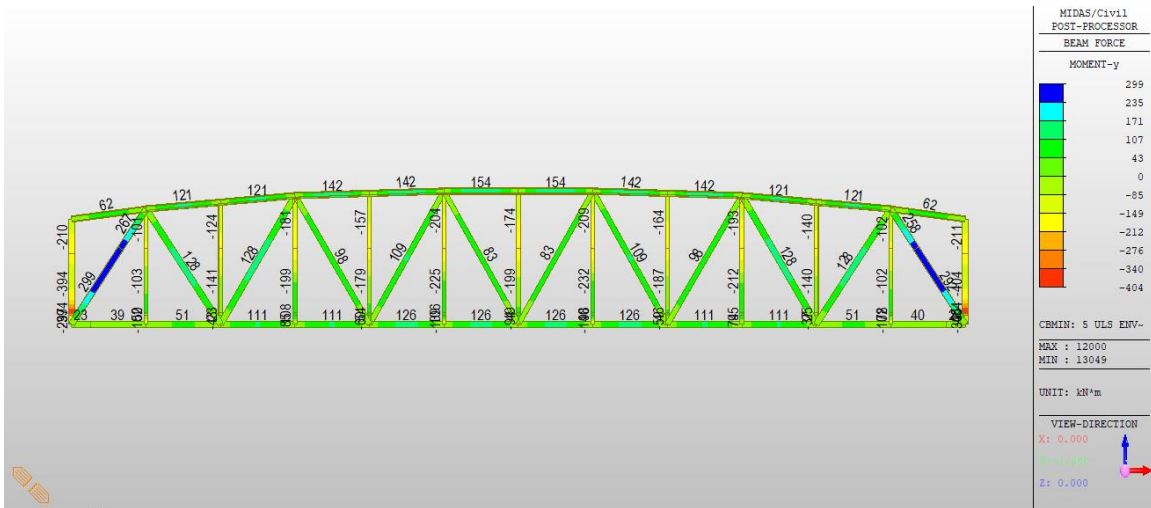 MIDAS/Civil
POST-PROCESSOR
BEAM FORCE
MOMENT-y
299
235
171
107
43
0
-85
-149
-212
-276
-340
-404
CBMIN: 5 ULS ENV~
MAX : 12000
MIN : 13049
UNIT: kN*m
VIEW-DIRECTION
X: 0.000
Z: 0.000
62 121 121 142 142 154 154 142 142 121 121 62
-210 267 -101 -124 -181 -157 -204 -174 -209 -164 -193 -140 -102 258 -211
299 128 128 98 109 83 83 109 98 128 128
-394 -103 -141 -199 -179 -225 -199 -232 -187 -212 -140 -102 -404
23 39 51 111 111 126 126 126 126 111 111 51 40